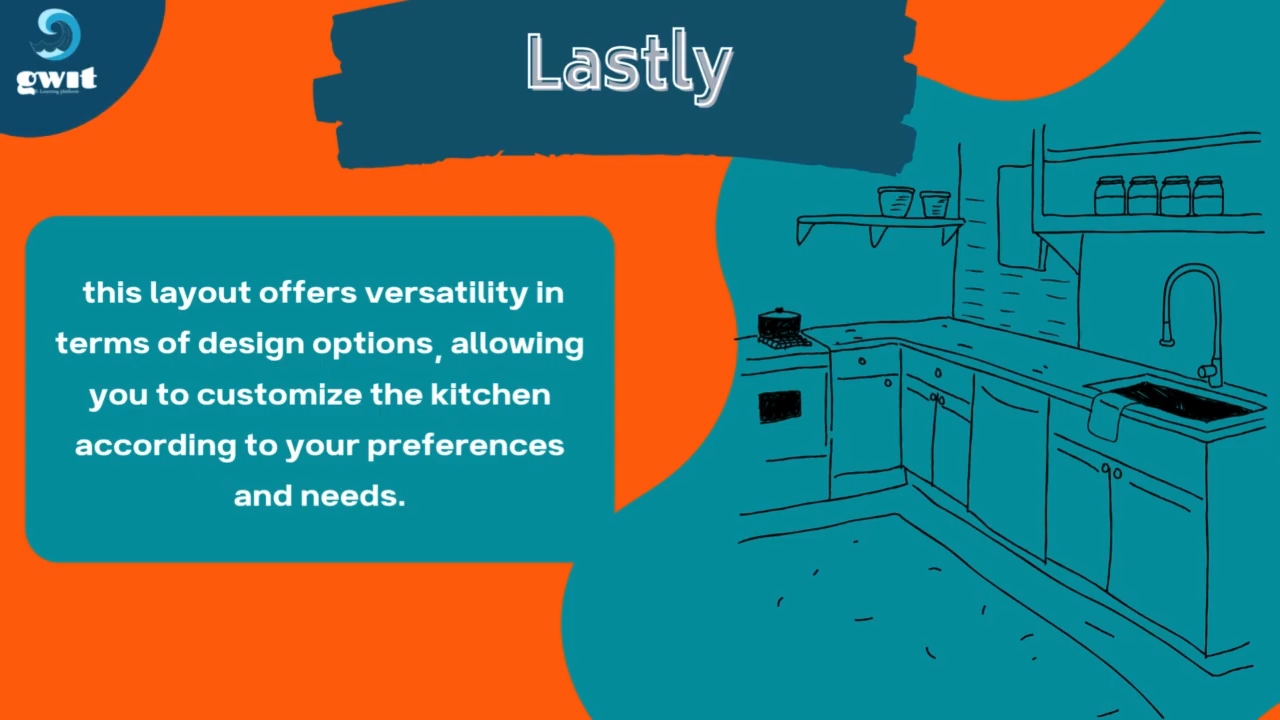 gwit
Lastly
this layout offers versatility in
terms of design options, allowing
you to customize the kitchen
according to your preferences
and needs.